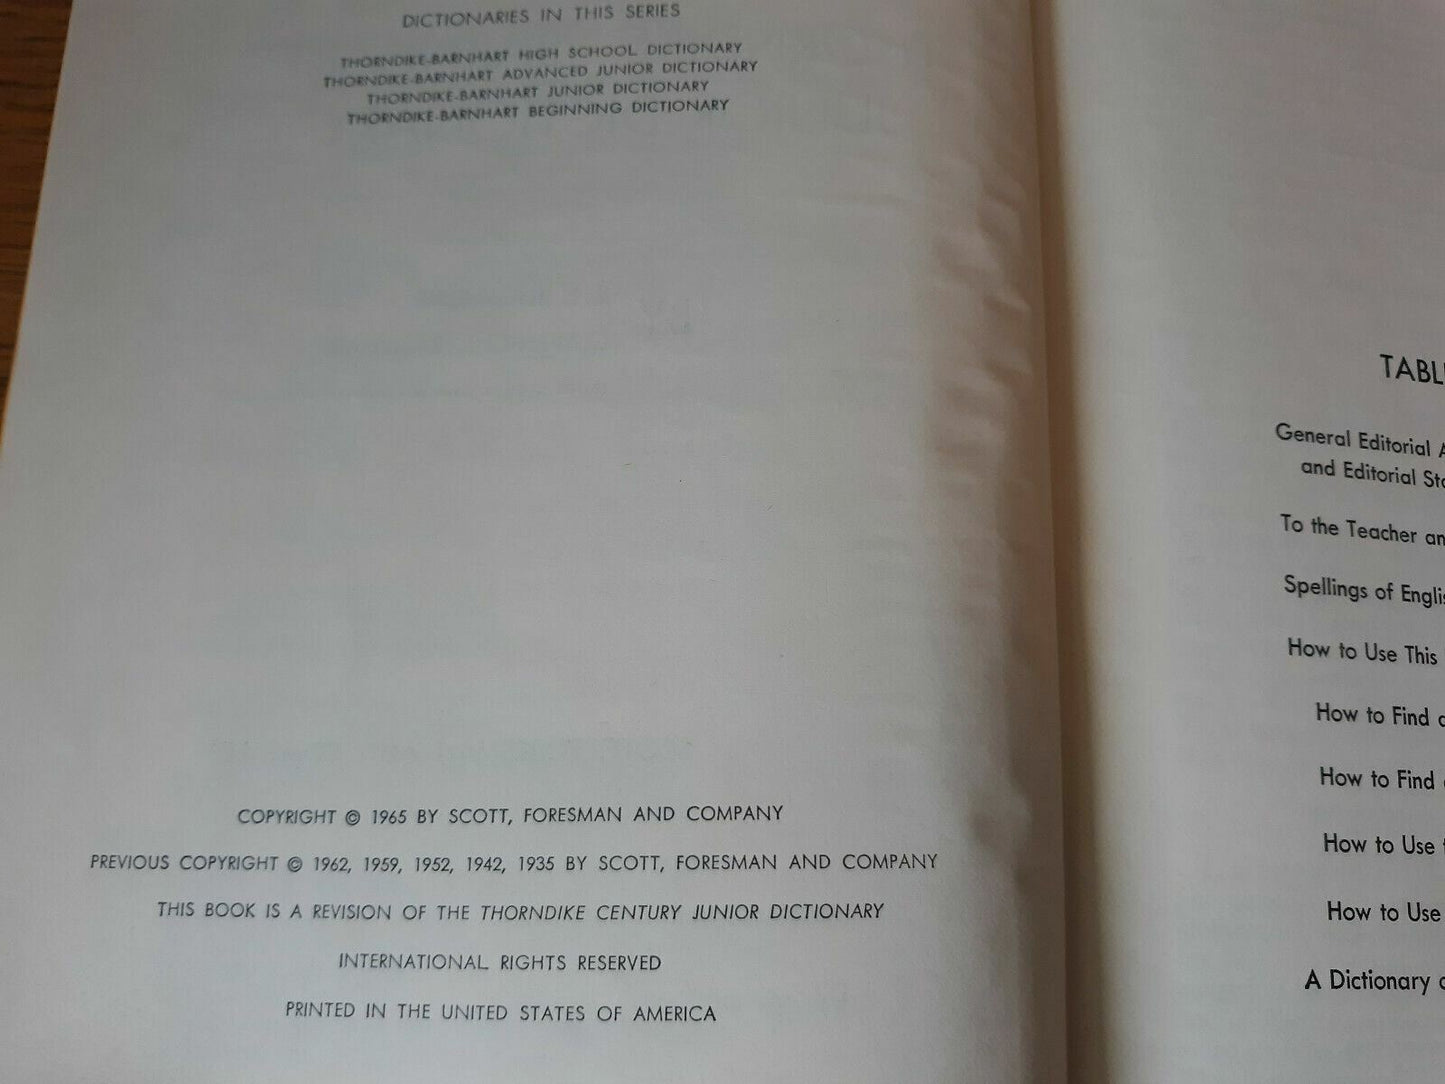 DICTIONARIES IN THIS SERIES
THORNDIKE-BARNHART HIGH SCHOOL DICTIONARY
THORNDIKE-BARNHART ADVANCED JUNIOR DICTIONARY
THORNDIKE-BARNHART JUNIOR DICTIONARY
THORNDIKE-BARNHART BEGINNING DICTIONARY
COPYRIGHT © 1965 BY SCOTT, FORESMAN AND COMPANY
PREVIOUS COPYRIGHT © 1962, 1959, 1952, 1942, 1935 BY SCOTT, FORESMAN AND COMPANY
THIS BOOK IS A REVISION OF THE THORNDIKE CENTURY JUNIOR DICTIONARY
INTERNATIONAL RIGHTS RESERVED
PRINTED IN THE UNITED STATES OF AMERICA
TABL
General Editorial
and Editorial
To the Teacher
Spellings of
How to Use This
How to Find
How to Find
How to Use
How to Use
A Dictionary